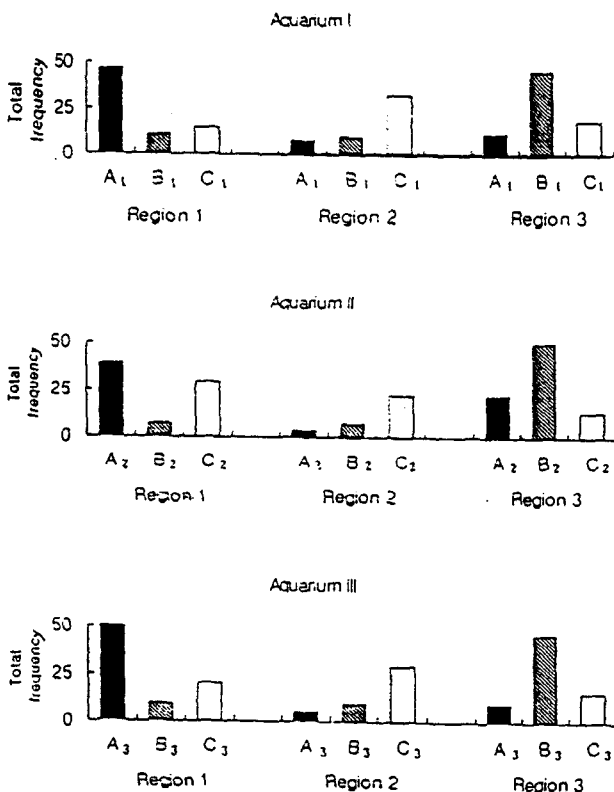 Aquarium I
Total frequency
50
25
0
A₁ B₁ C₁ A₁ B₁ C₁ A₁ B₁ C₁
Region 1 Region 2 Region 3
Aquarium II
Total frequency
50
25
0
A₂ B₂ C₂ A₂ B₂ C₂ A₂ B₂ C₂
Region 1 Region 2 Region 3
Aquarium III
Total frequency
50
25
0
A₃ B₃ C₃ A₃ B₃ C₃ A₃ B₃ C₃
Region 1 Region 2 Region 3